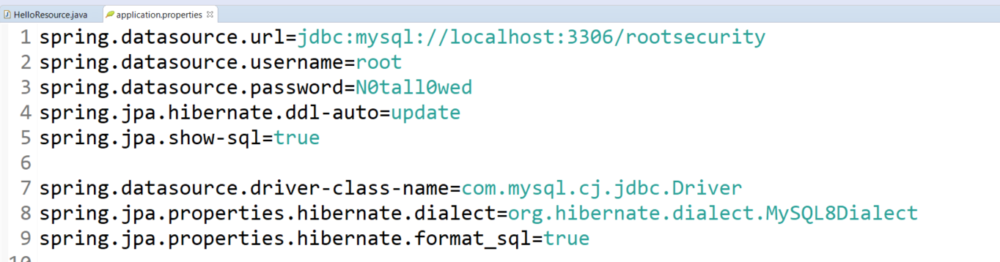 HelloResource.java application.properties
1 spring.datasource.url=jdbc:mysql://localhost:3306/rootsecurity
2 spring.datasource.username=root
3 spring.datasource.password=N0tall0wed
4 spring.jpa.hibernate.ddl-auto=update
5 spring.jpa.show-sql=true
6
7 spring.datasource.driver-class-name=com.mysql.cj.jdbc.Driver
8 spring.jpa.properties.hibernate.dialect=org.hibernate.dialect.MySQL8Dialect
9 spring.jpa.properties.hibernate.format_sql=true
10